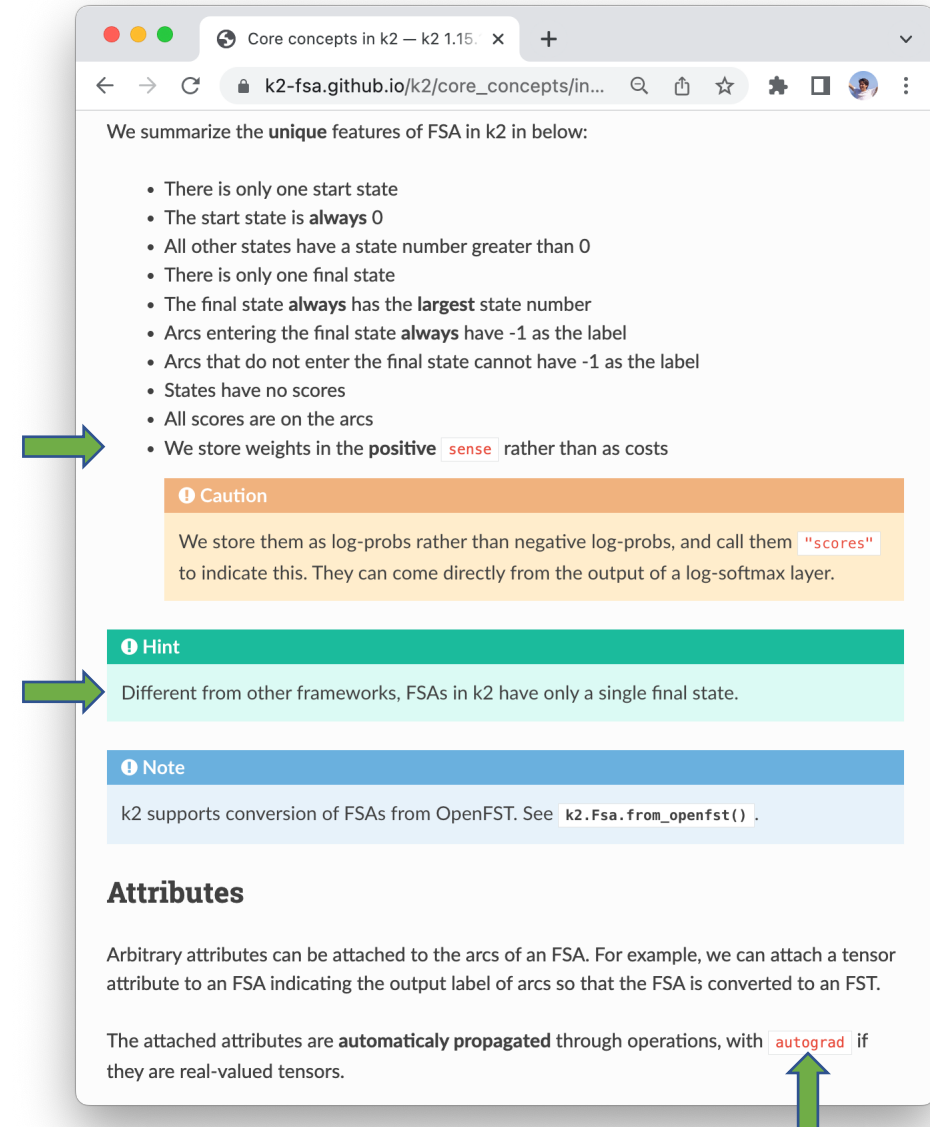 Core concepts in k2 — k2 1.15.
k2-fsa.github.io/k2/core_concepts/in...
We summarize the unique features of FSA in k2 in below:
• There is only one start state
• The start state is always 0
• All other states have a state number greater than 0
• There is only one final state
• The final state always has the largest state number
• Arcs entering the final state always have -1 as the label
• Arcs that do not enter the final state cannot have -1 as the label
• States have no scores
• All scores are on the arcs
• We store weights in the positive sense rather than as costs
Caution
We store them as log-probs rather than negative log-probs, and call them "scores"
to indicate this. They can come directly from the output of a log-softmax layer.
Hint
Different from other frameworks, FSAs in k2 have only a single final state.
Note
k2 supports conversion of FSAs from OpenFST. See k2.Fsa.from_openfst() .
Attributes
Arbitrary attributes can be attached to the arcs of an FSA. For example, we can attach a tensor
attribute to an FSA indicating the output label of arcs so that the FSA is converted to an FST.
The attached attributes are automaticaly propagated through operations, with autograd if
they are real-valued tensors.